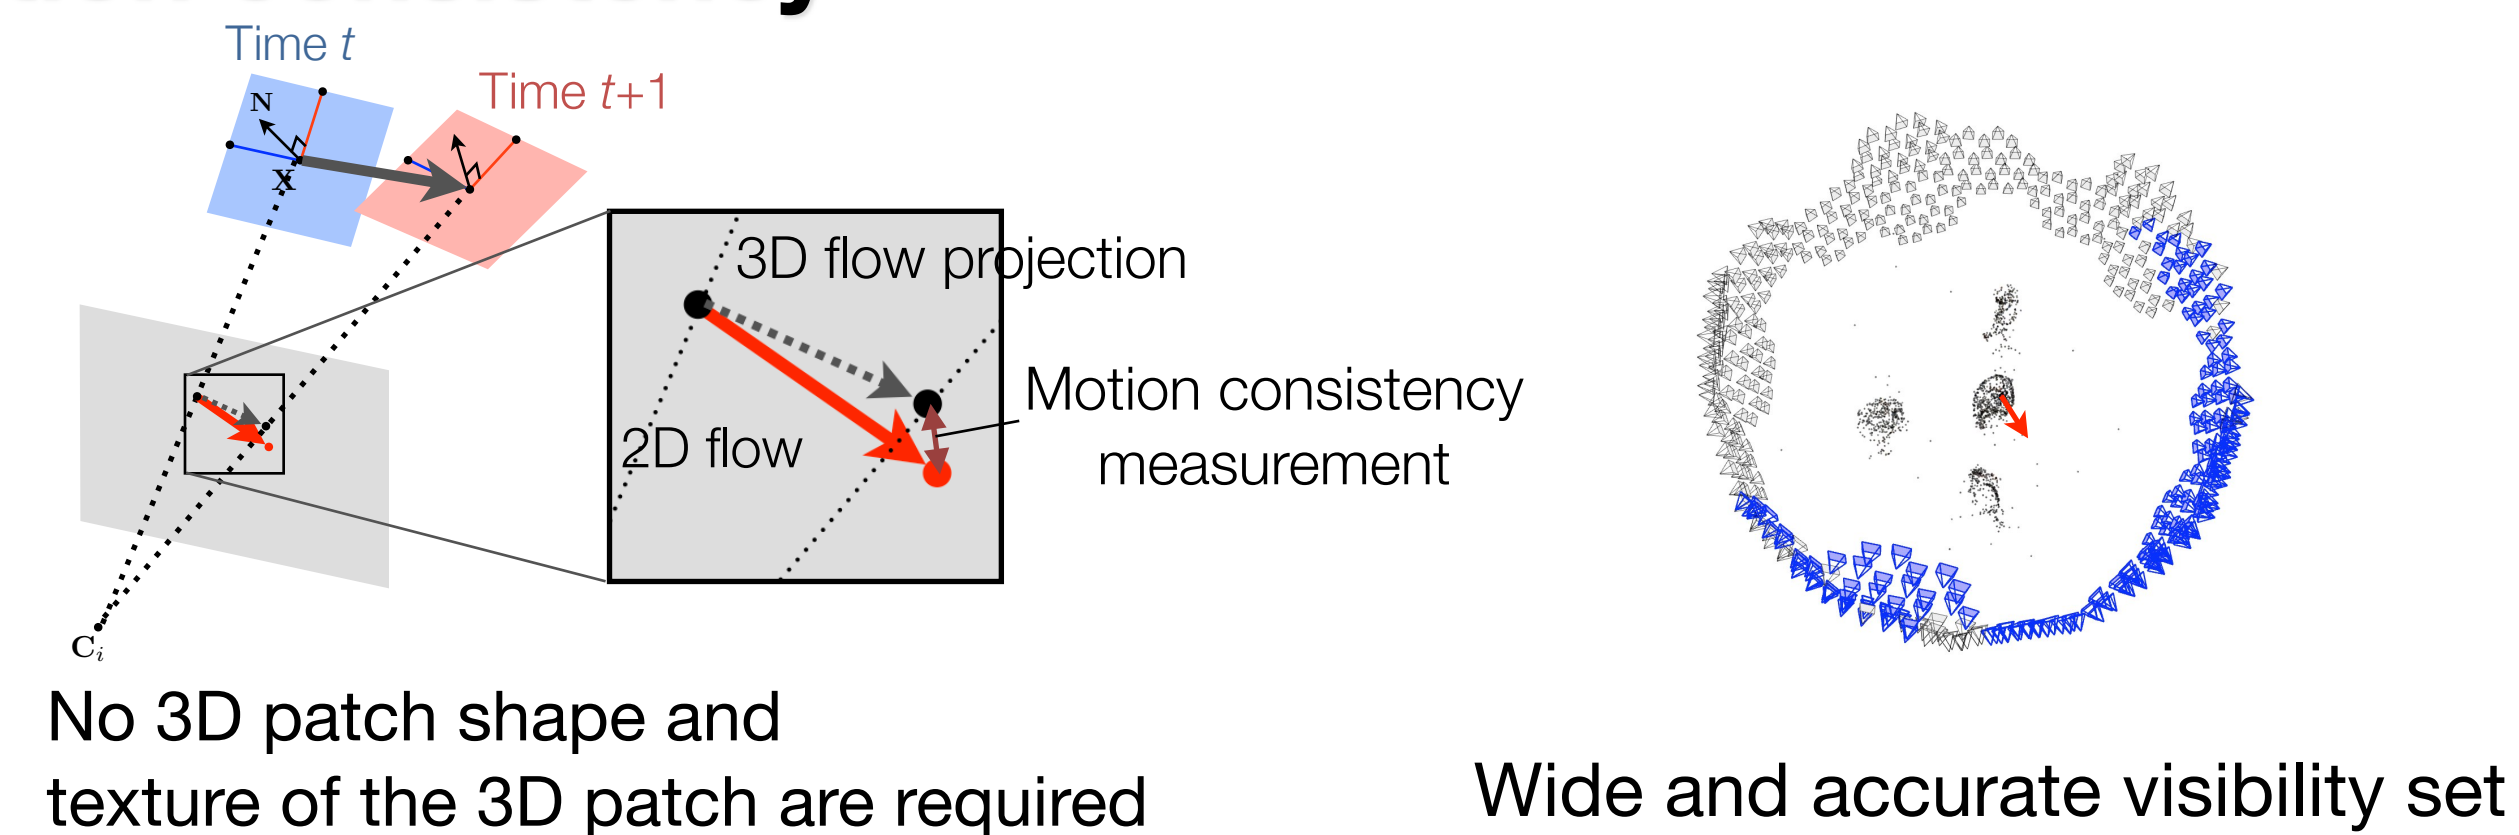 Time t
Time t+1
N
X
3D flow projection
2D flow
Motion consistency
measurement
C_i
No 3D patch shape and
texture of the 3D patch are required
Wide and accurate visibility set